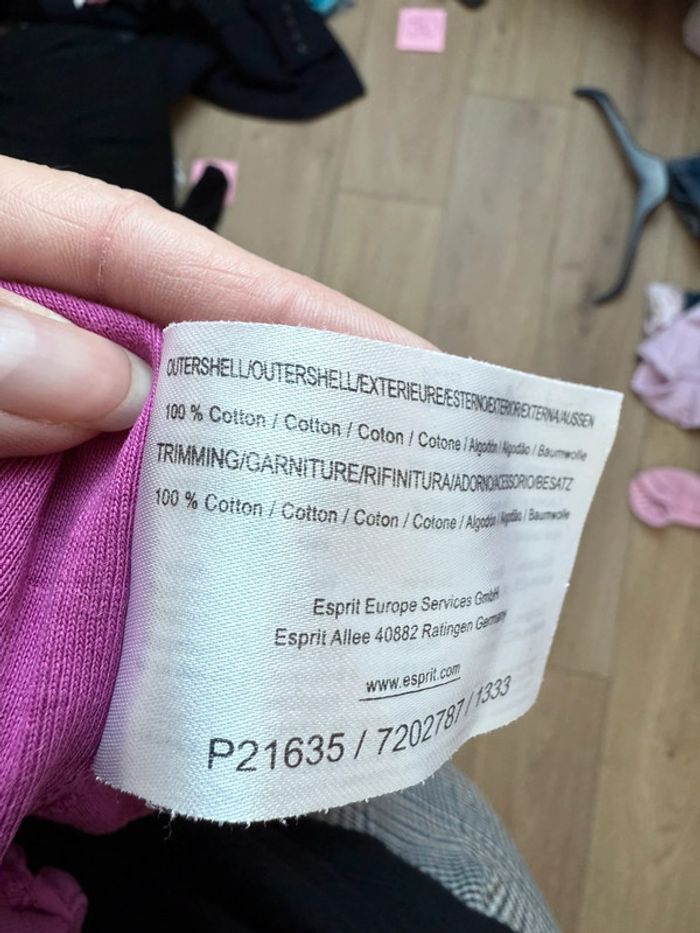 OUTERSHELL/OUTERSHELL/EXTERIEURE/ESTERNO/EXTERIOR/EXTERNA/AUSSEN
100 % Cotton / Cotton / Coton / Cotone / Algodón / Algodão / Baumwolle
TRIMMING/GARNITURE/RIFINITURA/ADORNO/ACESSORIO/BESATZ
100 % Cotton / Cotton / Coton / Cotone / Algodón / Algodão / Baumwolle
Esprit Europe Services GmbH
Esprit Allee 40882 Ratingen Germany
www.esprit.com
P21635 / 7202787 / 1333